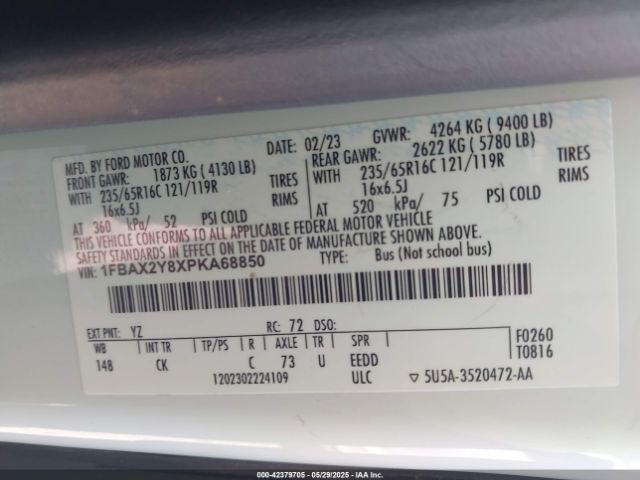 MFD. BY FORD MOTOR CO.
DATE: 02/23 GVWR: 4264 KG ( 9400 LB)
FRONT GAWR: 1873 KG ( 4130 LB) REAR GAWR: 2622 KG ( 5780 LB)
WITH 235/65R16C 121/119R TIRES WITH 235/65R16C 121/119R TIRES
16x6.5J RIMS 16x6.5J RIMS
AT 360 kPa/ 52 PSI COLD AT 520 kPa/ 75 PSI COLD
THIS VEHICLE CONFORMS TO ALL APPLICABLE FEDERAL MOTOR VEHICLE
SAFETY STANDARDS IN EFFECT ON THE DATE OF MANUFACTURE SHOWN ABOVE.
VIN: 1FBAX2Y8XPKA68850 TYPE: Bus (Not school bus)
EXT PNT: YZ RC: 72 DSO:
WB INT TR TP/PS R AXLE TR SPR F0260
148 CK C 73 U EEDD T0816
1202302224109 ULC ▽ 5U5A-3520472-AA
00-42379705 - 05/29/2025 - IAA Inc.